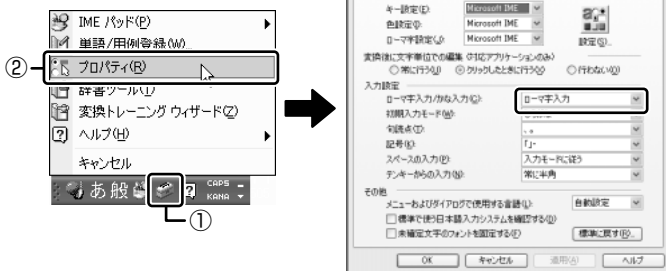 IME パッド(P)
単語/用例登録(W)...
② プロパティ(R)
辞書ツール(T)
変換トレーニング ウィザード(Z)
ヘルプ(H)
キャンセル
あ 般 CAPS
KANA
①
キー設定(E): Microsoft IME
色設定(I): Microsoft IME
ローマ字設定(J): Microsoft IME 設定(G)...
変換後に文字単位での編集 (対応アプリケーションのみ)
常に行う(U) クリックしたときに行う(X) 行わない(Q)
入力設定
ローマ字入力/かな入力(C): ローマ字入力
初期入力モード(W):
句読点(T): 、。
記号(K): 「」・
スペースの入力(P): 入力モードに従う
テンキーからの入力(N): 常に半角
その他
メニューおよびダイアログで使用する言語(L): 自動設定
標準で使う日本語入力システムを確認する(D)
未確定文字のフォントを固定する(F) 標準に戻す(R)...
OK キャンセル 適用(A) ヘルプ